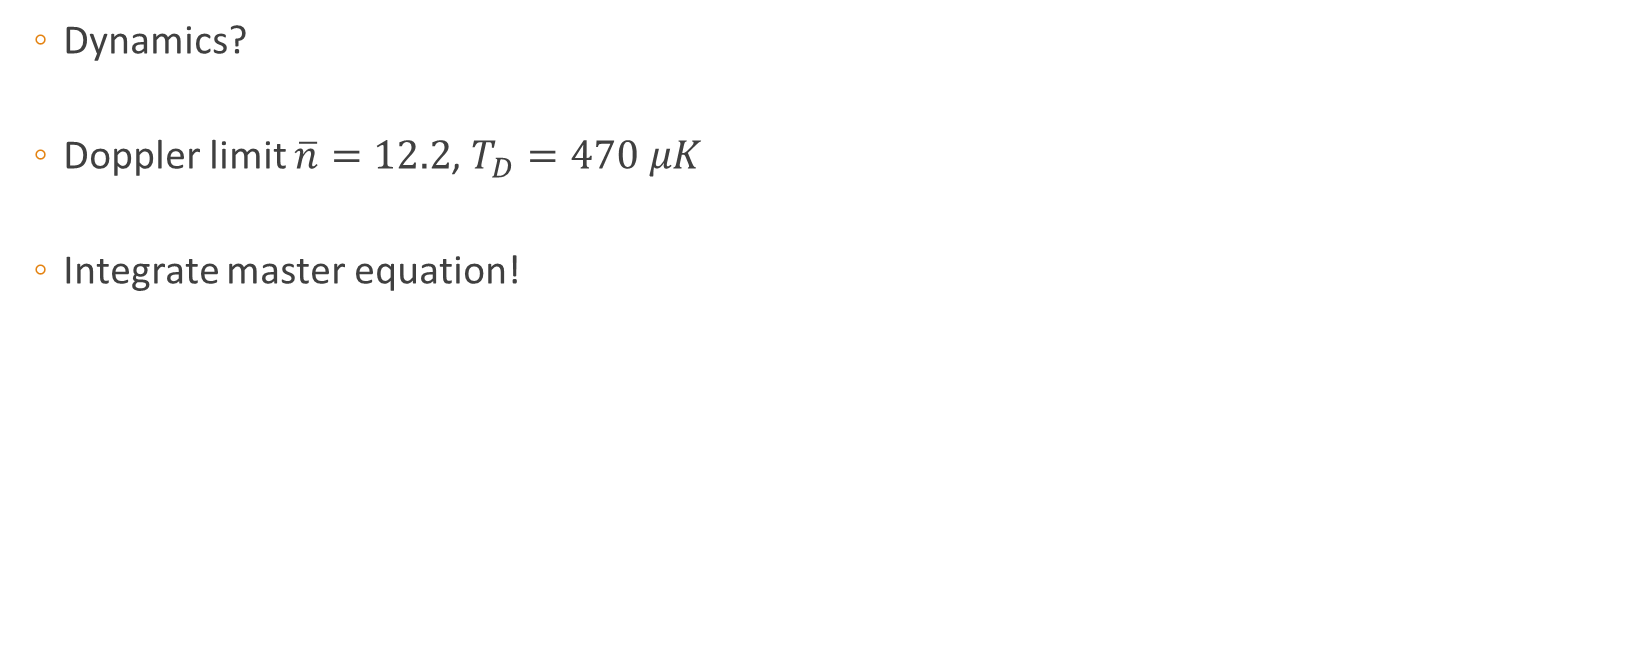 ◦ Dynamics?
◦ Doppler limit n̄ = 12.2, T_D = 470 μK
◦ Integrate master equation!